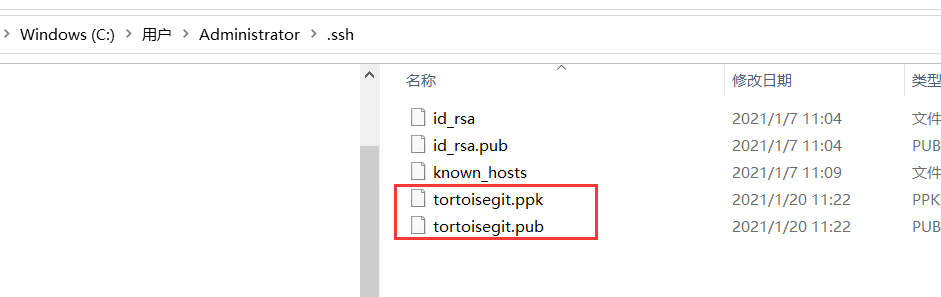 Windows (C:) > 用户 > Administrator > .ssh
名称 修改日期 类型
id_rsa 2021/1/7 11:04 文件
id_rsa.pub 2021/1/7 11:04 PUB
known_hosts 2021/1/7 11:09 文件
tortoisegit.ppk 2021/1/20 11:22 PPK
tortoisegit.pub 2021/1/20 11:22 PUB